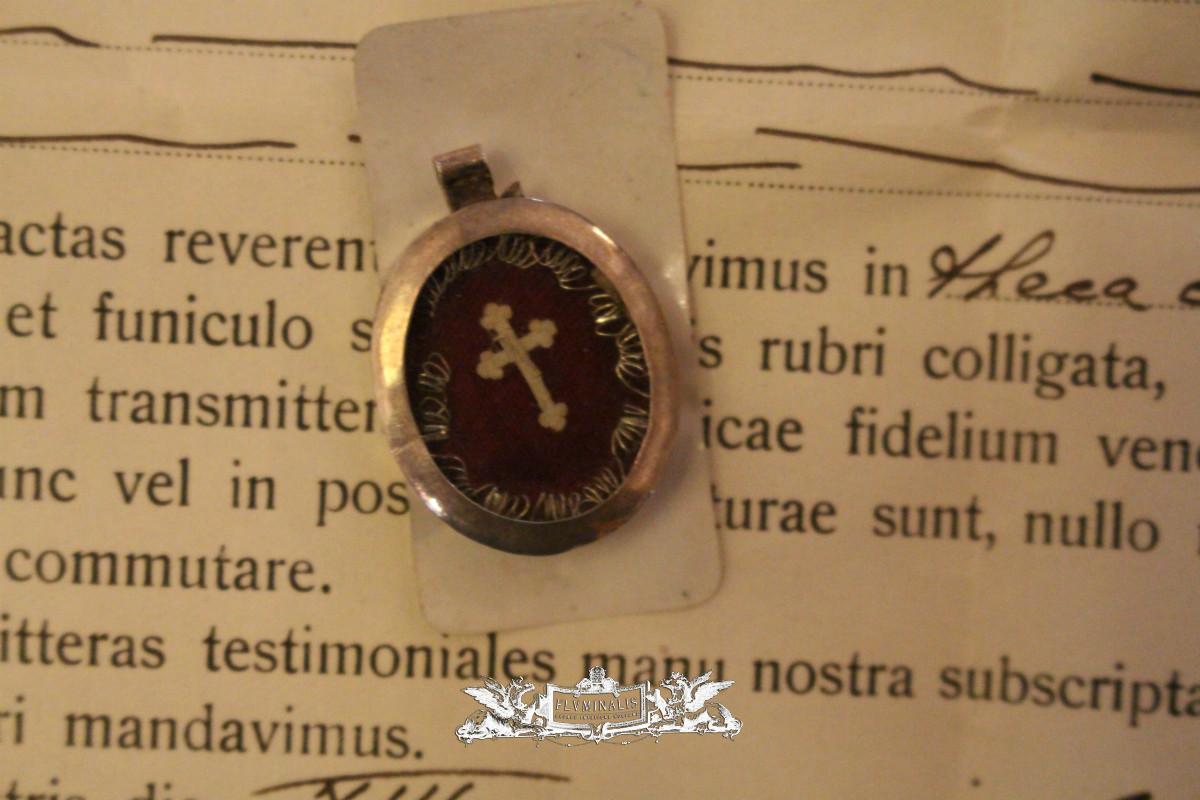 actas reveren vimus in theca
et funiculo s s rubri colligata,
m transmitten icae fidelium ven
unc vel in pos turae sunt, nullo
commutare.
itteras testimoniales manu nostra subscripta
ri mandavimus.
FLVMINALIS